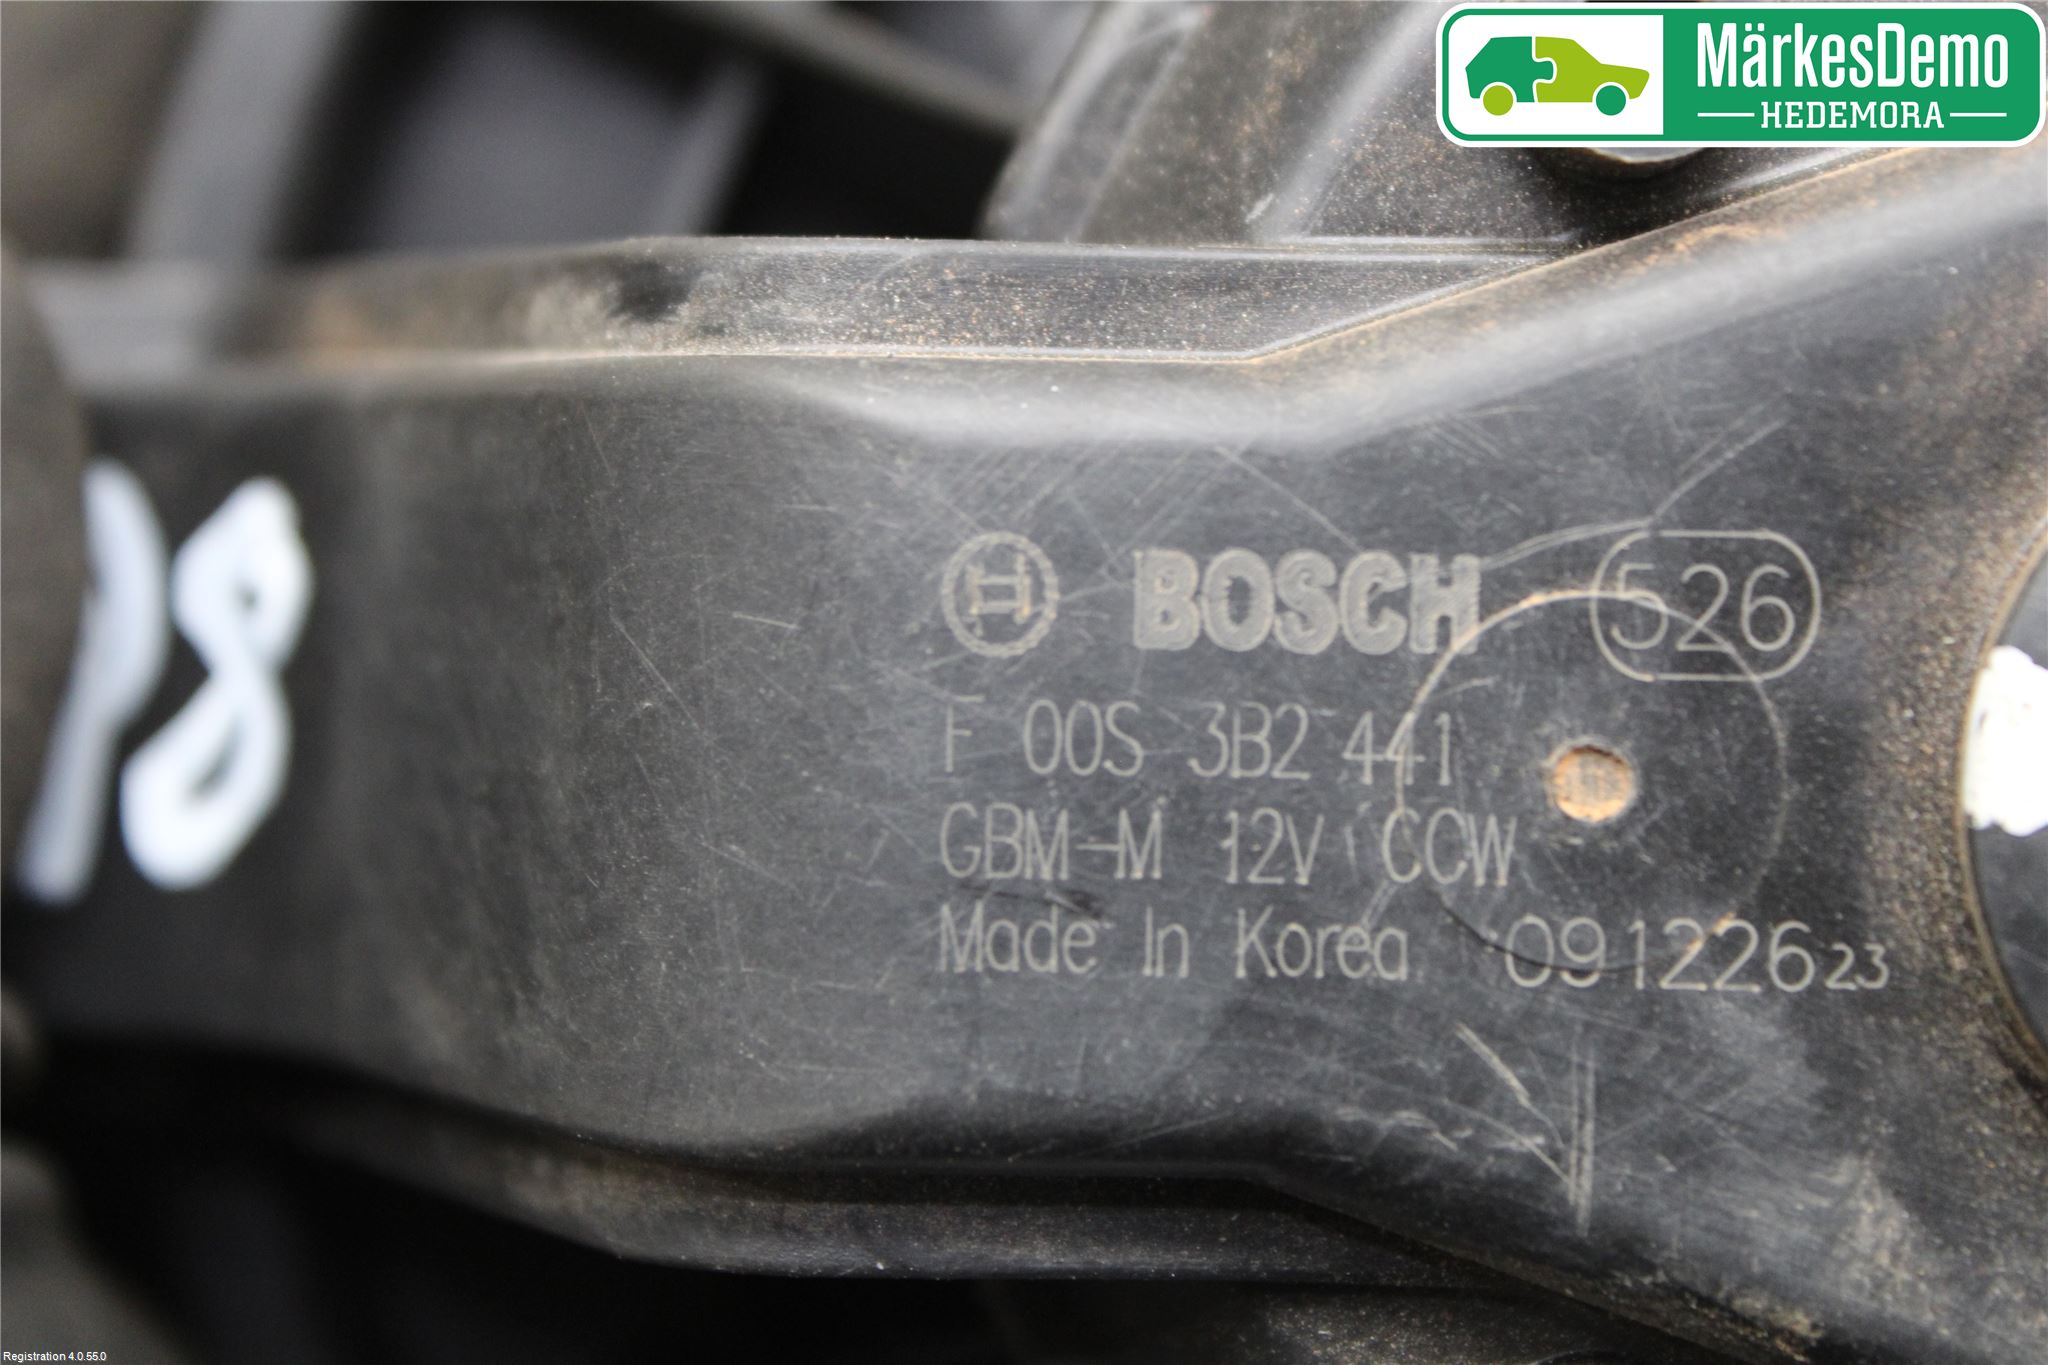 MärkesDemo
HEDEMORA
18
BOSCH 526
F 00S 3B2 441
GBM-M 12V CCW
Made In Korea 091226 23
Registration 4.0.55.0